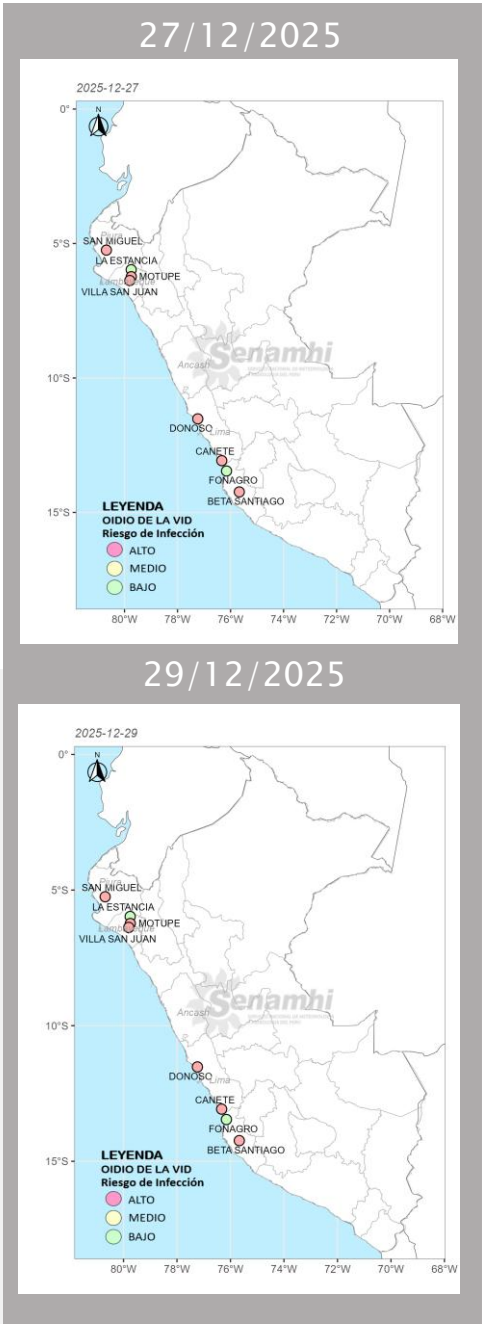 27/12/2025
2025-12-27
N
0°
Piura
SAN MIGUEL
5°S
LA ESTANCIA
MOTUPE
VILLA SAN JUAN
Senamhi
Ancash
10°S
DONOSO
Lima
CANETE
FONAGRO
BETA SANTIAGO
LEYENDA
15°S
OIDIO DE LA VID
Riesgo de Infección
ALTO
MEDIO
BAJO
80°W 78°W 76°W 74°W 72°W 70°W 68°W
29/12/2025
2025-12-29
N
0°
Piura
SAN MIGUEL
5°S
LA ESTANCIA
MOTUPE
VILLA SAN JUAN
Senamhi
Ancash
10°S
DONOSO
Lima
CANETE
FONAGRO
BETA SANTIAGO
LEYENDA
15°S
OIDIO DE LA VID
Riesgo de Infección
ALTO
MEDIO
BAJO
80°W 78°W 76°W 74°W 72°W 70°W 68°W